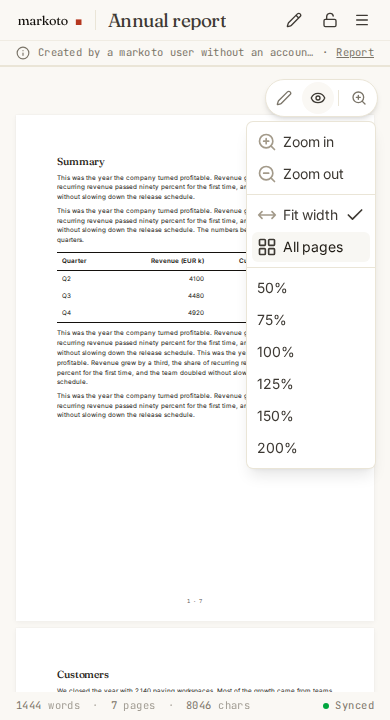 markoto
Annual report
Created by a markoto user without an accoun… · Report
Summary
This was the year the company turned profitable. Revenue g
recurring revenue passed ninety percent for the first time, an
without slowing down the release schedule.
This was the year the company turned profitable. Revenue g
recurring revenue passed ninety percent for the first time, an
without slowing down the release schedule. The numbers be
quarters.
Quarter Revenue (EUR k) Cu
Q2 4100
Q3 4480
Q4 4920
This was the year the company turned profitable. Revenue g
recurring revenue passed ninety percent for the first time, an
without slowing down the release schedule. This was the ye
profitable. Revenue grew by a third, the share of recurring re
percent for the first time, and the team doubled without slow
schedule.
This was the year the company turned profitable. Revenue g
recurring revenue passed ninety percent for the first time, an
without slowing down the release schedule.
1 - 7
Zoom in
Zoom out
Fit width
All pages
50%
75%
100%
125%
150%
200%
Customers
We closed the year with 2140 paying workspaces. Most of the growth came from teams
1444 words · 7 pages · 8046 chars
Synced